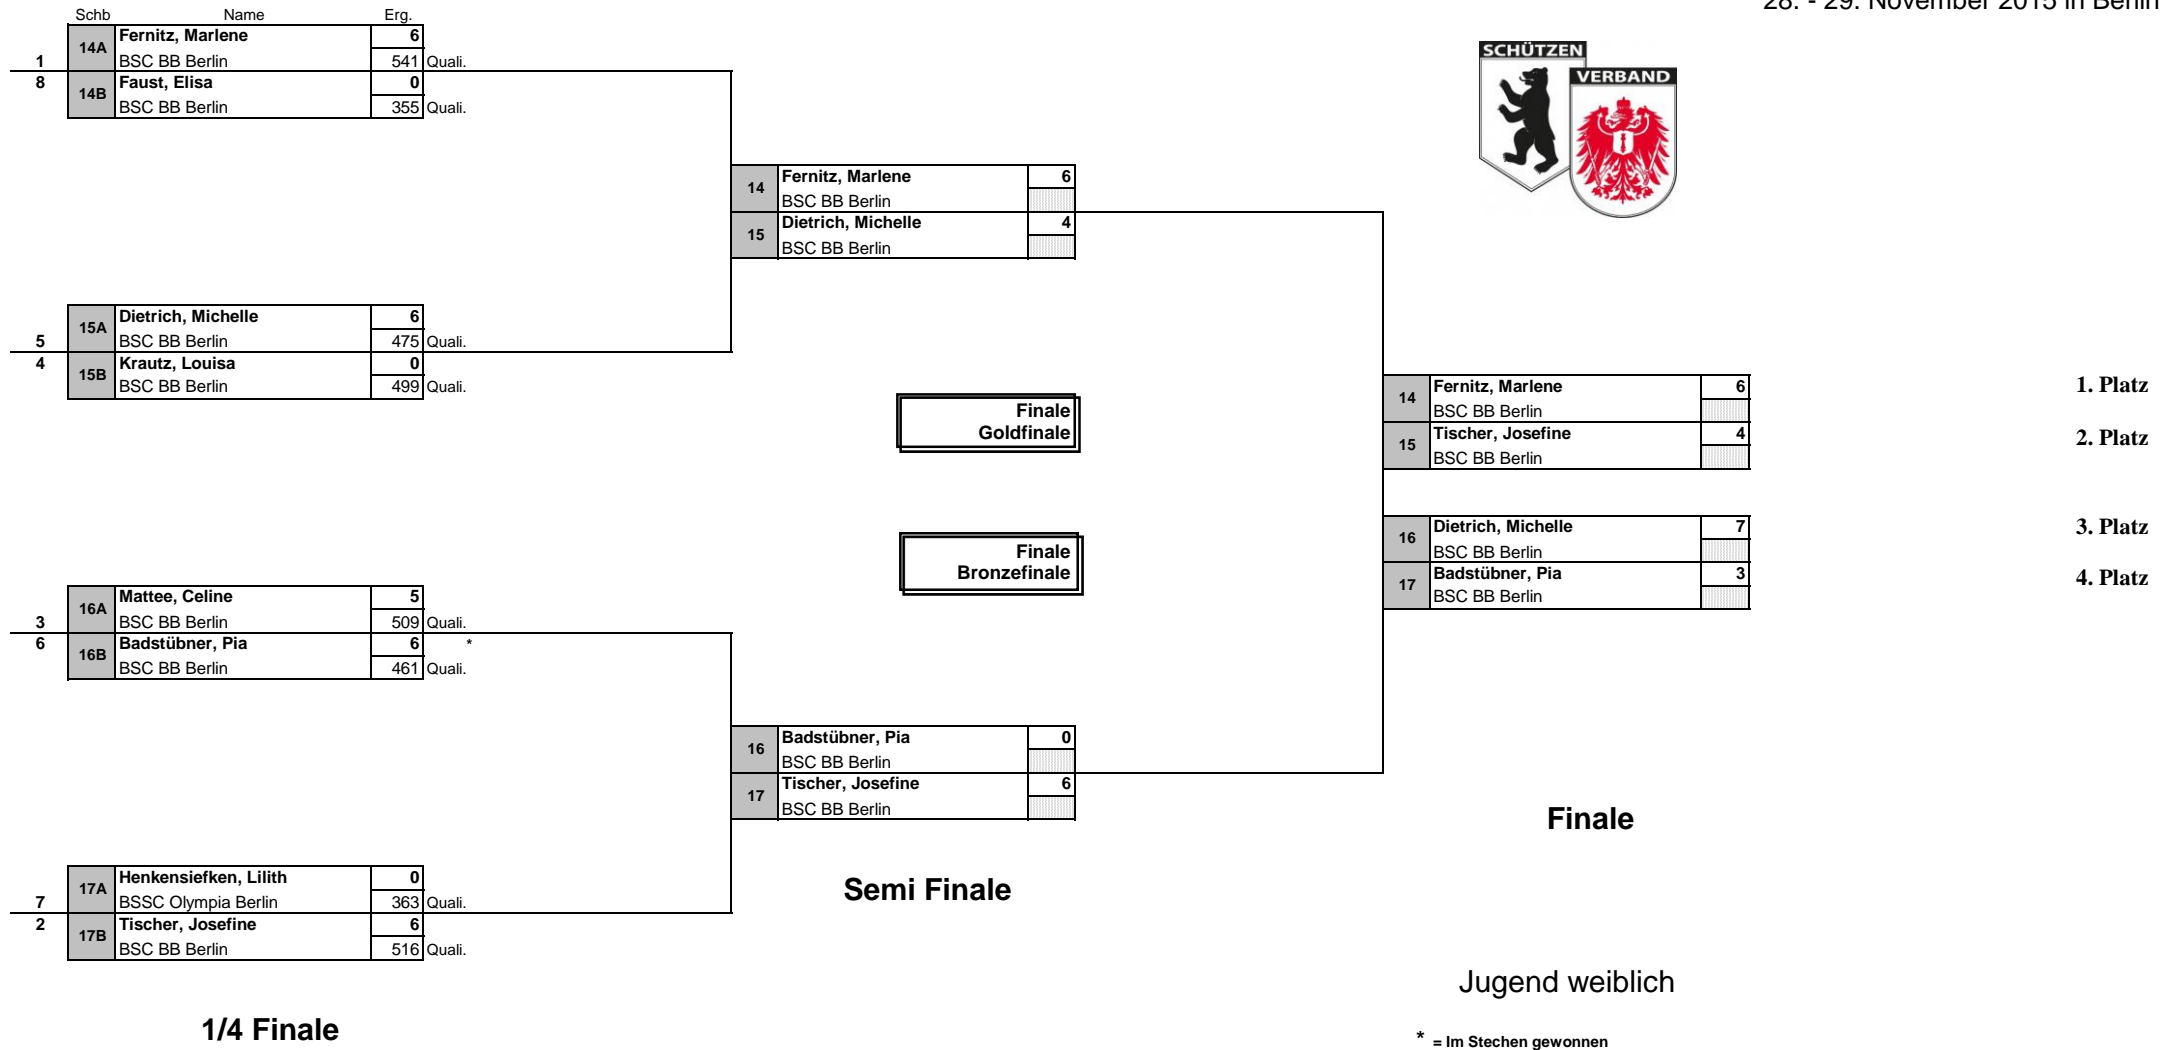 28. - 29. November 2015 in Berlin
Schb Name Erg.
14A Fernitz, Marlene 6
1 BSC BB Berlin 541 Quali.
8 14B Faust, Elisa 0
BSC BB Berlin 355 Quali.
SCHÜTZEN
VERBAND
14 Fernitz, Marlene 6
BSC BB Berlin
15 Dietrich, Michelle 4
BSC BB Berlin
15A Dietrich, Michelle 6
5 BSC BB Berlin 475 Quali.
4 15B Krautz, Louisa 0
BSC BB Berlin 499 Quali.
Finale
Goldfinale
14 Fernitz, Marlene 6 1. Platz
BSC BB Berlin
15 Tischer, Josefine 4 2. Platz
BSC BB Berlin
Finale
Bronzefinale
16 Dietrich, Michelle 7 3. Platz
BSC BB Berlin
17 Badstübner, Pia 3 4. Platz
BSC BB Berlin
16A Mattee, Celine 5
3 BSC BB Berlin 509 Quali.
6 16B Badstübner, Pia 6 *
BSC BB Berlin 461 Quali.
16 Badstübner, Pia 0
BSC BB Berlin
17 Tischer, Josefine 6
BSC BB Berlin
Finale
17A Henkensiefken, Lilith 0
7 BSSC Olympia Berlin 363 Quali.
2 17B Tischer, Josefine 6
BSC BB Berlin 516 Quali.
Semi Finale
Jugend weiblich
1/4 Finale
* = Im Stechen gewonnen